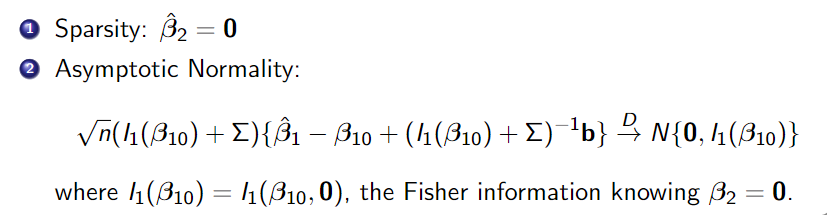 1 Sparsity: β̂₂ = 0
2 Asymptotic Normality:
√n(I₁(β₁₀) + Σ){β̂₁ − β₁₀ + (I₁(β₁₀) + Σ)⁻¹b} →ᴰ N{0, I₁(β₁₀)}
where I₁(β₁₀) = I₁(β₁₀, 0), the Fisher information knowing β₂ = 0.